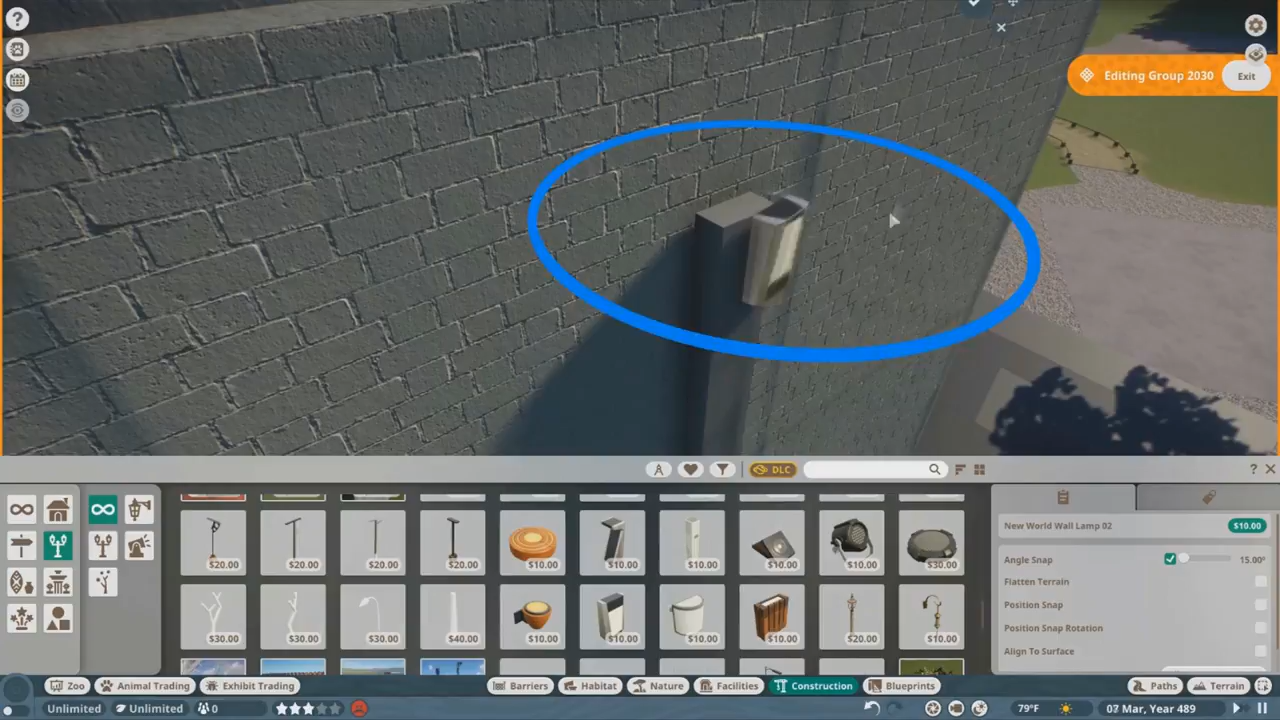 ?
Editing Group 2030
Exit
DLC
? ×
New World Wall Lamp 02
$10.00
$20.00
$20.00
$20.00
$20.00
$10.00
$10.00
$10.00
$10.00
$10.00
$30.00
Angle Snap
15.00°
Flatten Terrain
Position Snap
$30.00
$30.00
$30.00
$40.00
$10.00
$10.00
$10.00
$10.00
$20.00
$10.00
Position Snap Rotation
Align To Surface
Zoo
Animal Trading
Exhibit Trading
Barriers
Habitat
Nature
Facilities
Construction
Blueprints
Paths
Terrain
Unlimited
Unlimited
0
79°F
07 Mar, Year 489